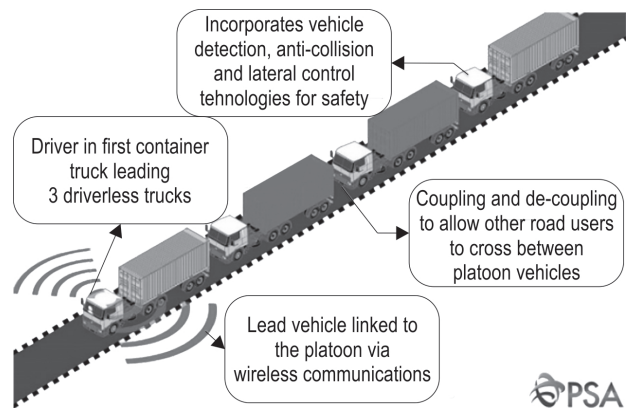 Incorporates vehicle
detection, anti-collision
and lateral control
tehnologies for safety
Driver in first container
truck leading
3 driverless trucks
Coupling and de-coupling
to allow other road users
to cross between
platoon vehicles
Lead vehicle linked to
the platoon via
wireless communications
PSA